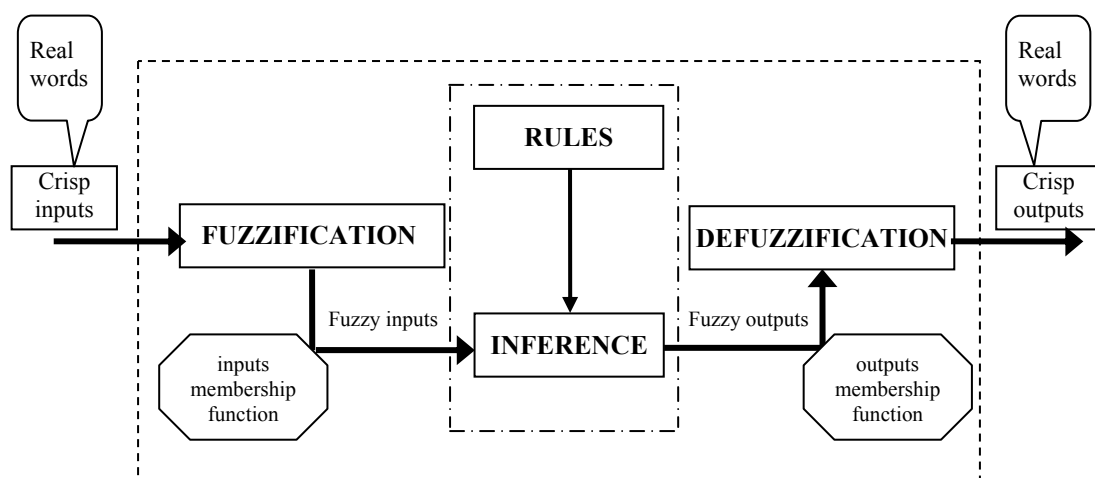 Real
words
Crisp
inputs
FUZZIFICATION
Fuzzy inputs
inputs
membership
function
RULES
INFERENCE
Fuzzy outputs
DEFUZZIFICATION
outputs
membership
function
Real
words
Crisp
outputs